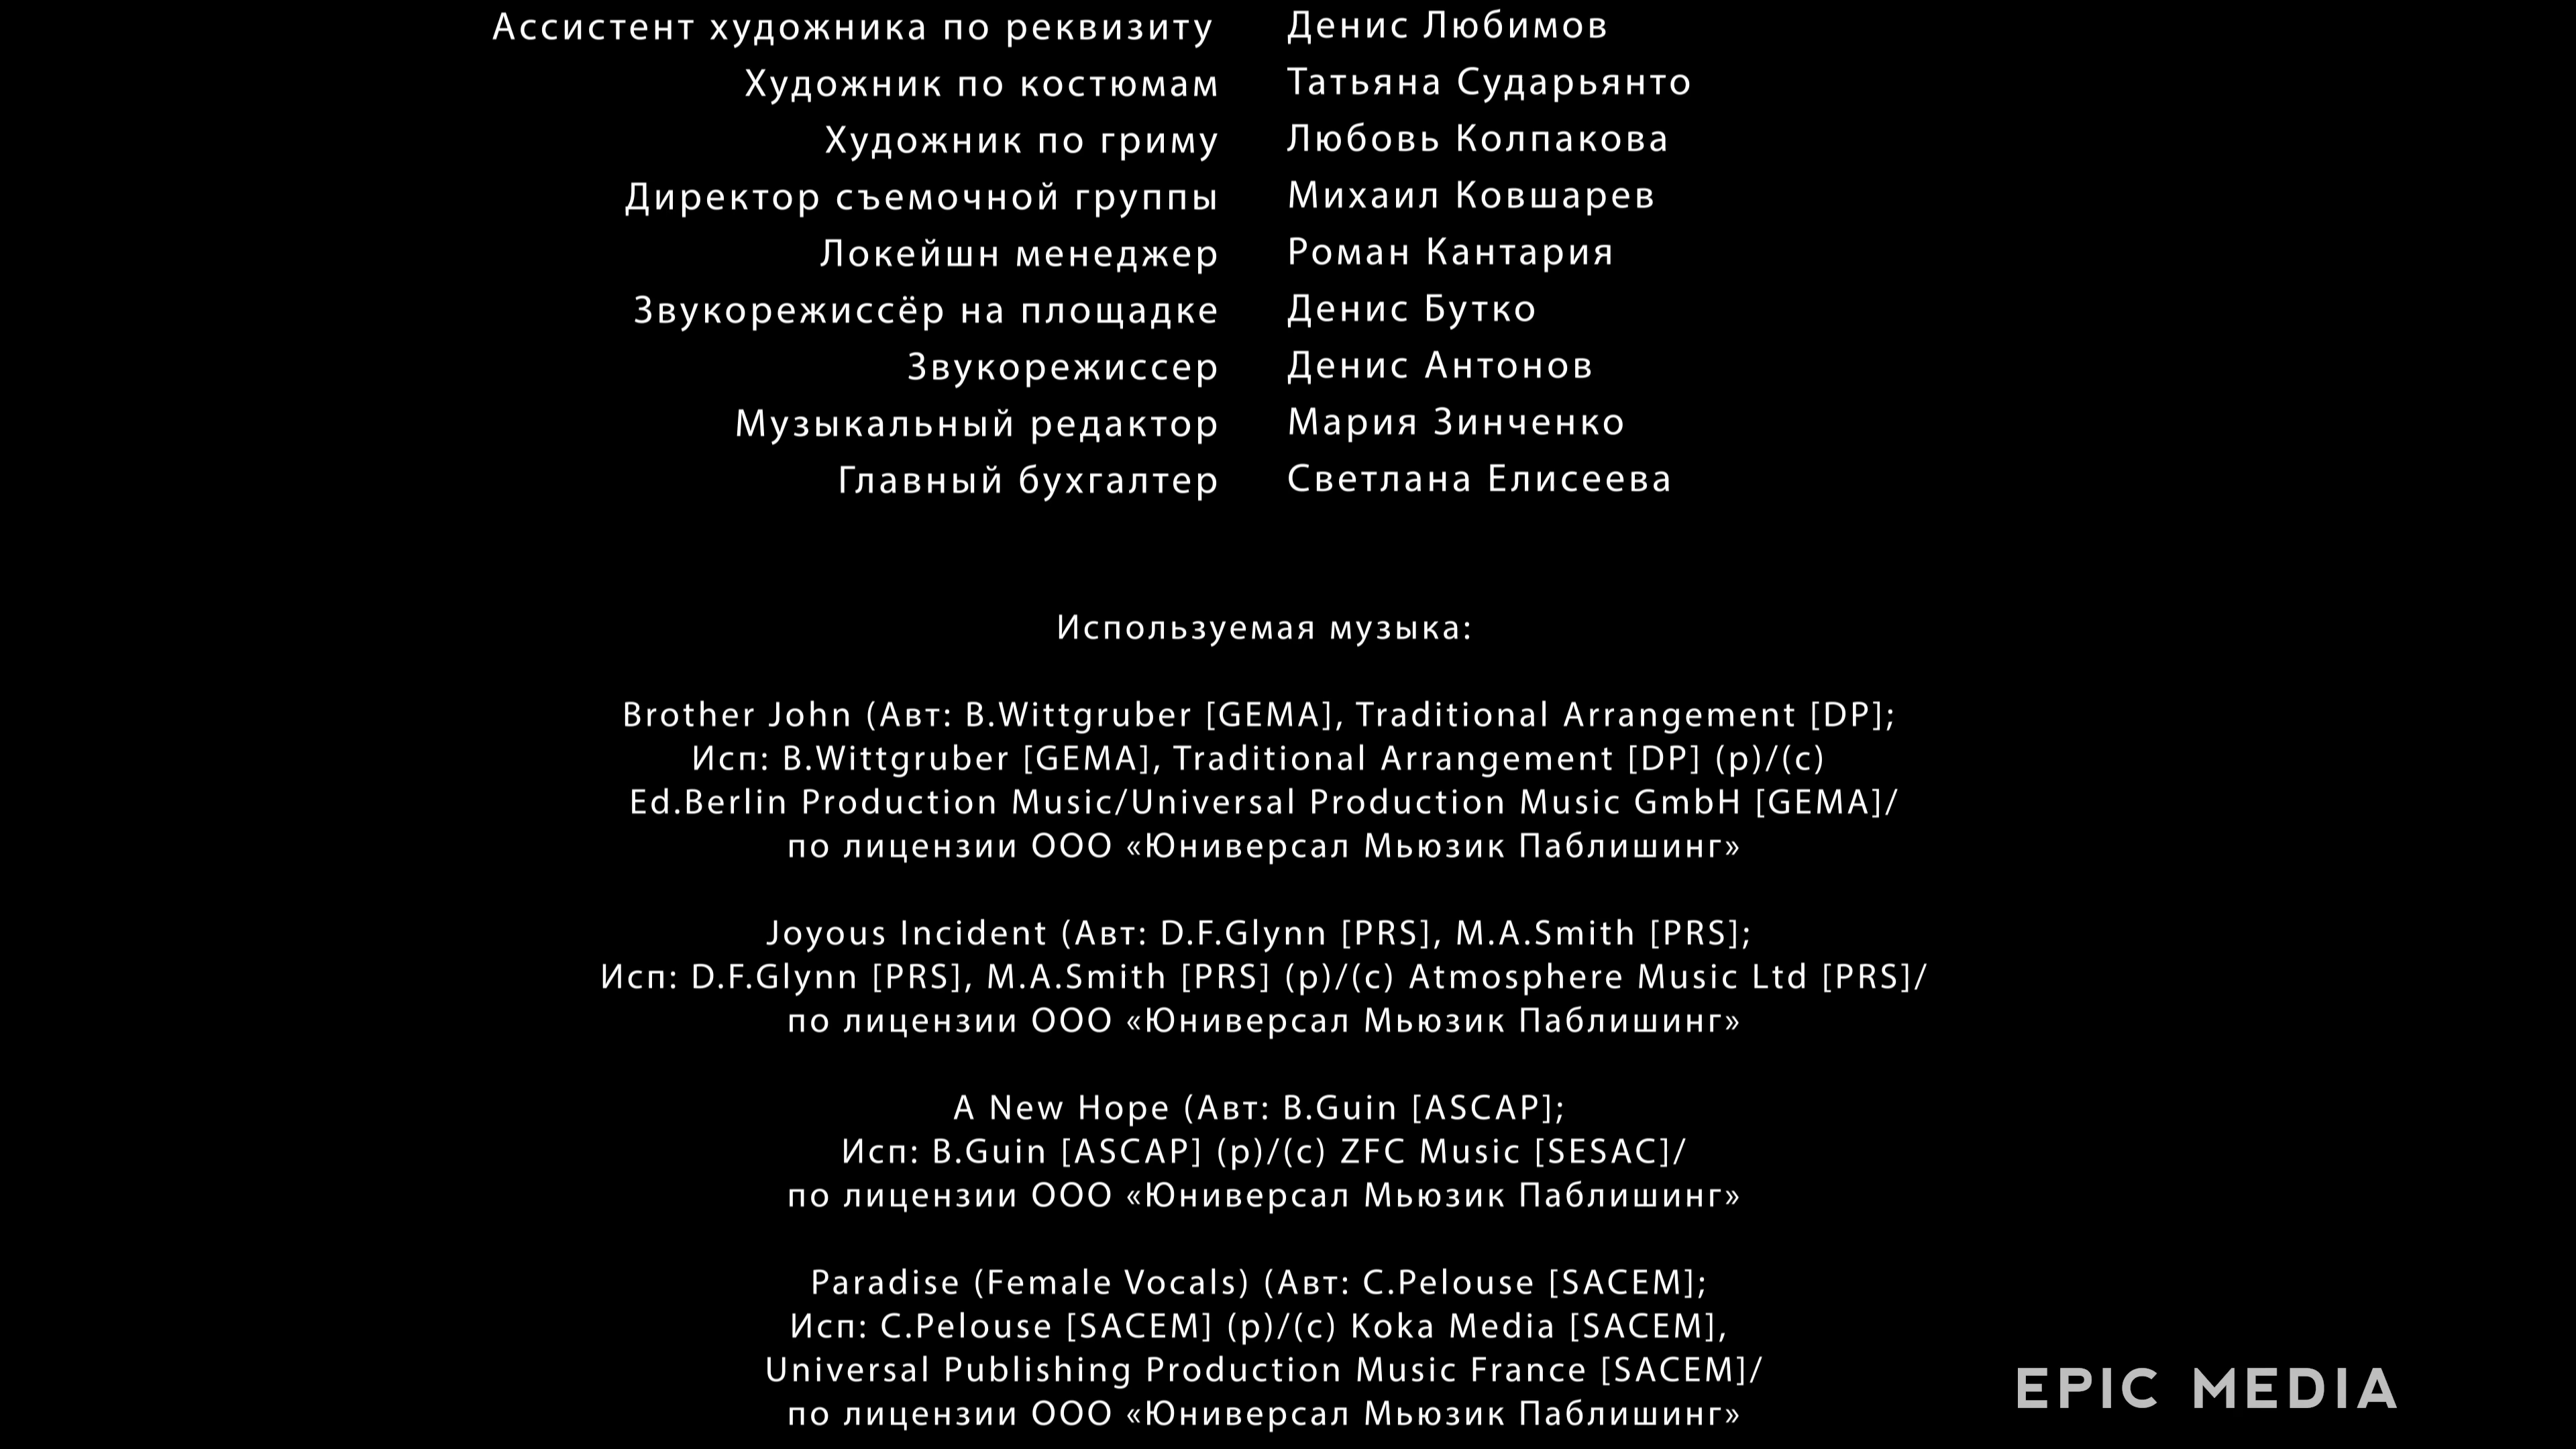 Ассистент художника по реквизиту Денис Любимов
Художник по костюмам Татьяна Сударьянто
Художник по гриму Любовь Колпакова
Директор съемочной группы Михаил Ковшарев
Локейшн менеджер Роман Кантария
Звукорежиссёр на площадке Денис Бутко
Звукорежиссер Денис Антонов
Музыкальный редактор Мария Зинченко
Главный бухгалтер Светлана Елисеева
Используемая музыка:
Brother John (Авт: B.Wittgruber [GEMA], Traditional Arrangement [DP];
Исп: B.Wittgruber [GEMA], Traditional Arrangement [DP] (p)/(c)
Ed.Berlin Production Music/Universal Production Music GmbH [GEMA]/
по лицензии ООО «Юниверсал Мьюзик Паблишинг»
Joyous Incident (Авт: D.F.Glynn [PRS], M.A.Smith [PRS];
Исп: D.F.Glynn [PRS], M.A.Smith [PRS] (p)/(c) Atmosphere Music Ltd [PRS]/
по лицензии ООО «Юниверсал Мьюзик Паблишинг»
A New Hope (Авт: B.Guin [ASCAP];
Исп: B.Guin [ASCAP] (p)/(c) ZFC Music [SESAC]/
по лицензии ООО «Юниверсал Мьюзик Паблишинг»
Paradise (Female Vocals) (Авт: C.Pelouse [SACEM];
Исп: C.Pelouse [SACEM] (p)/(c) Koka Media [SACEM],
Universal Publishing Production Music France [SACEM]/
по лицензии ООО «Юниверсал Мьюзик Паблишинг»
EPIC MEDIA